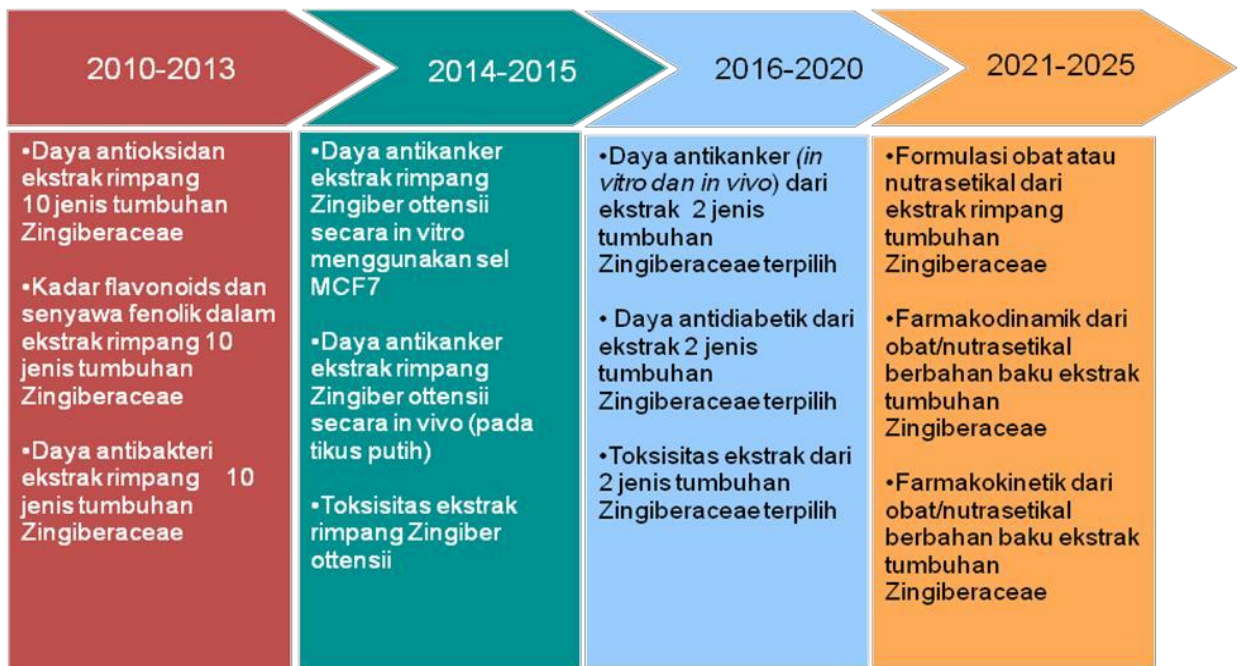 2010-2013
2014-2015
2016-2020
2021-2025
•Daya antioksidan
ekstrak rimpang
10 jenis tumbuhan
Zingiberaceae
•Kadar flavonoids dan
senyawa fenolik dalam
ekstrak rimpang 10
jenis tumbuhan
Zingiberaceae
•Daya antibakteri
ekstrak rimpang 10
jenis tumbuhan
Zingiberaceae
•Daya antikanker
ekstrak rimpang
Zingiber ottensii
secara in vitro
menggunakan sel
MCF7
•Daya antikanker
ekstrak rimpang
Zingiber ottensii
secara in vivo (pada
tikus putih)
•Toksisitas ekstrak
rimpang Zingiber
ottensii
•Daya antikanker (in
vitro dan in vivo) dari
ekstrak 2 jenis
tumbuhan
Zingiberaceae terpilih
• Daya antidiabetik dari
ekstrak 2 jenis
tumbuhan
Zingiberaceae terpilih
•Toksisitas ekstrak dari
2 jenis tumbuhan
Zingiberaceae terpilih
•Formulasi obat atau
nutrasetikal dari
ekstrak rimpang
tumbuhan
Zingiberaceae
•Farmakodinamik dari
obat/nutrasetikal
berbahan baku ekstrak
tumbuhan
Zingiberaceae
•Farmakokinetik dari
obat/nutrasetikal
berbahan baku ekstrak
tumbuhan
Zingiberaceae